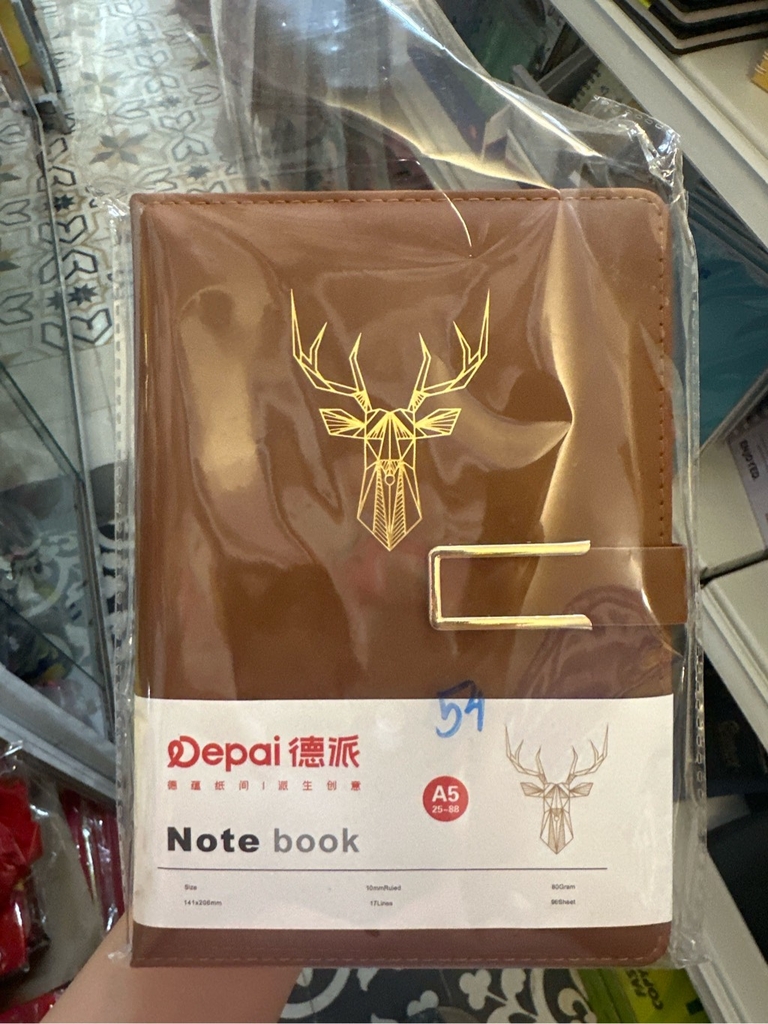 54
Depai 德派
德蕴纸间 | 派生创意
A5
25-88
Note book
Size 10mmRuled 80Gram
141x208mm 17Lines 96Sheet